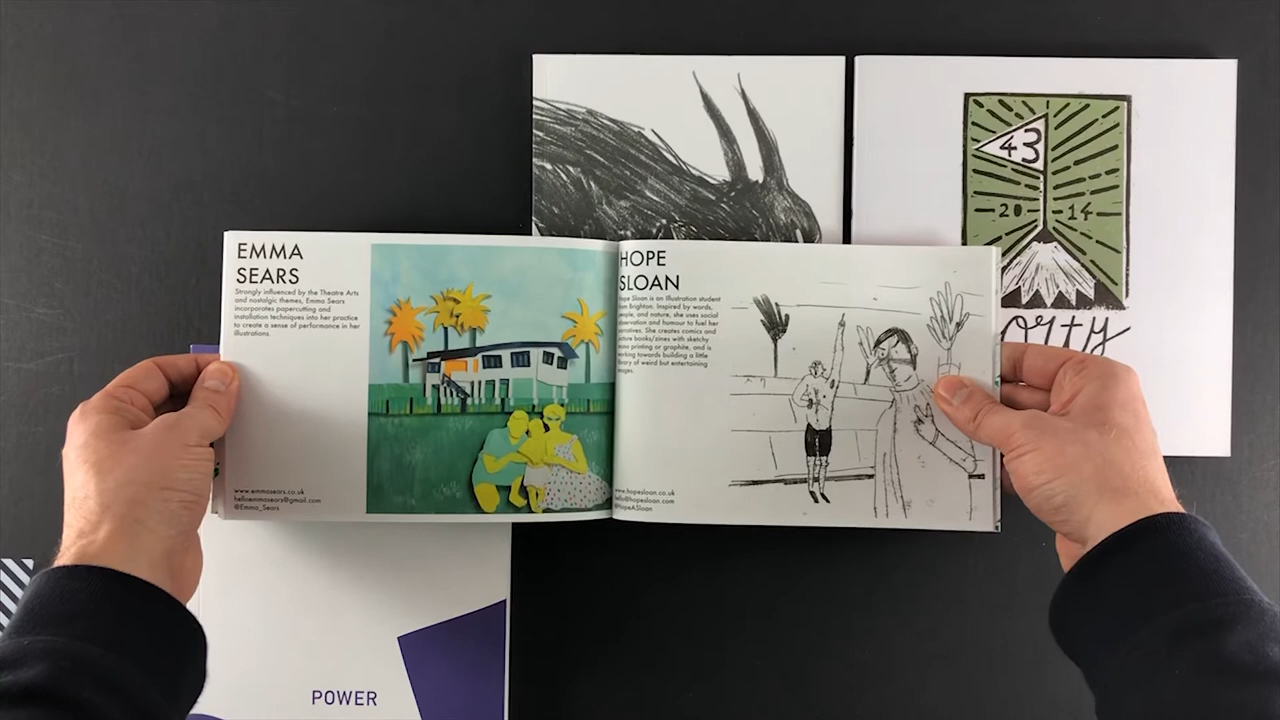 EMMA
SEARS
Strongly influenced by the Theatre Arts
and nostalgic themes, Emma Sears
incorporates papercutting and
installation techniques into her practice
to create a sense of performance in her
illustrations.
www.emmasears.co.uk
helloemmasears@gmail.com
@Emma_Sears
HOPE
SLOAN
Hope Sloan is an Illustration student
from Brighton. Inspired by words,
people, and nature, she uses social
observation and humour to fuel her
narratives. She creates comics and
picture books/zines with sketchy
mono printing or graphite, and is
working towards building a little
library of weird but entertaining
images.
www.hopesloan.co.uk
hello@hopesloan.com
@HopeASloan
43
20 14
orty
POWER